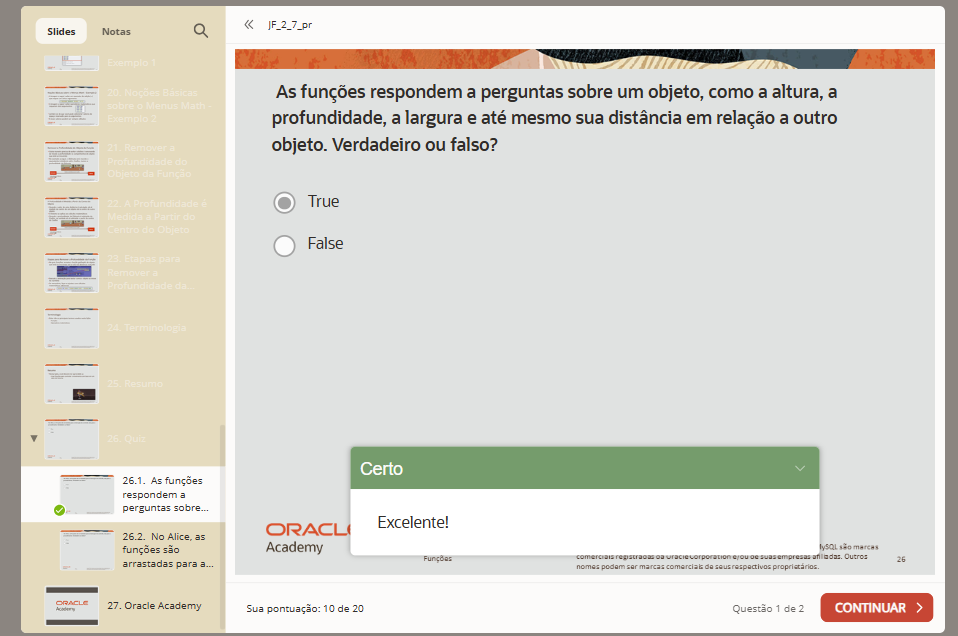 Slides
Notas
JF_2_7_pr
Exemplo 1
20. Noções Básicas
sobre o Menus Math -
Exemplo 2
21. Remover a
Profundidade do
Objeto da Função
22. A Profundidade é
Medida a Partir do
Centro do Objeto
23. Etapas para
Remover a
Profundidade da...
24. Terminologia
25. Resumo
26. Quiz
26.1. As funções
respondem a
perguntas sobre...
26.2. No Alice, as
funções são
arrastadas para a...
27. Oracle Academy
As funções respondem a perguntas sobre um objeto, como a altura, a
profundidade, a largura e até mesmo sua distância em relação a outro
objeto. Verdadeiro ou falso?
True
False
Certo
Excelente!
ORACLE
Academy
Funções
MySQL são marcas
comerciais registradas da Oracle Corporation e/ou de suas empresas afiliadas. Outros
nomes podem ser marcas comerciais de seus respectivos proprietários.
26
Sua pontuação: 10 de 20
Questão 1 de 2
CONTINUAR